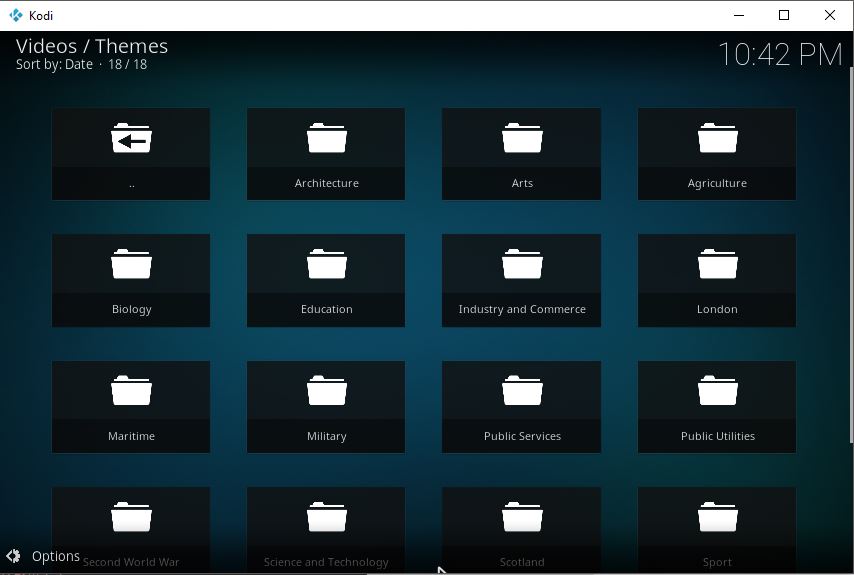 Kodi
Videos / Themes
Sort by: Date · 18 / 18
10:42 PM
..
Architecture
Arts
Agriculture
Biology
Education
Industry and Commerce
London
Maritime
Military
Public Services
Public Utilities
Options
Second World War
Science and Technology
Scotland
Sport